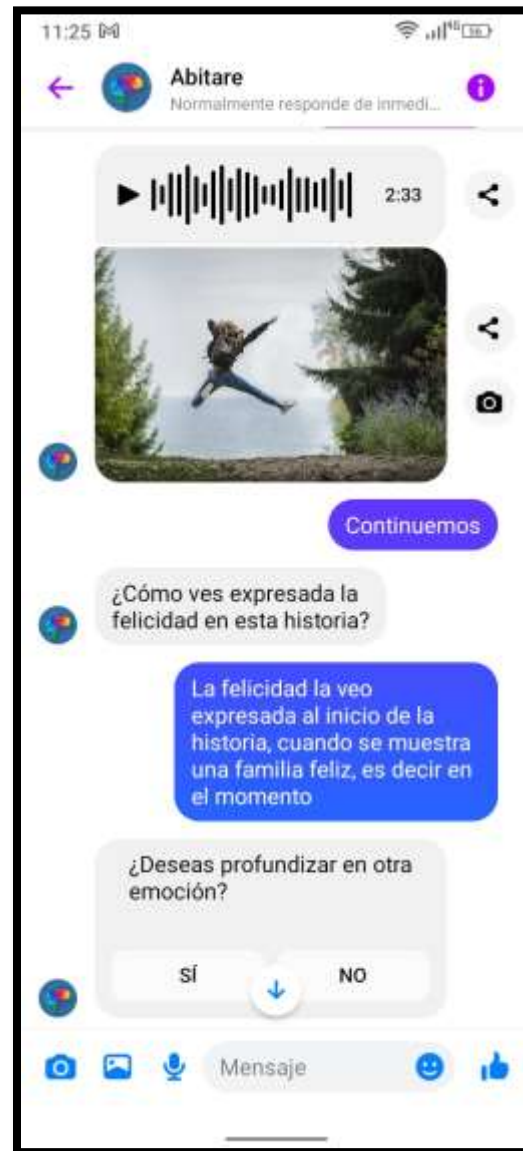 11:25
4G 36
Abitare
Normalmente responde de inmedi...
2:33
Continuemos
¿Cómo ves expresada la
felicidad en esta historia?
La felicidad la veo
expresada al inicio de la
historia, cuando se muestra
una familia feliz, es decir en
el momento
¿Deseas profundizar en otra
emoción?
SÍ NO
Mensaje